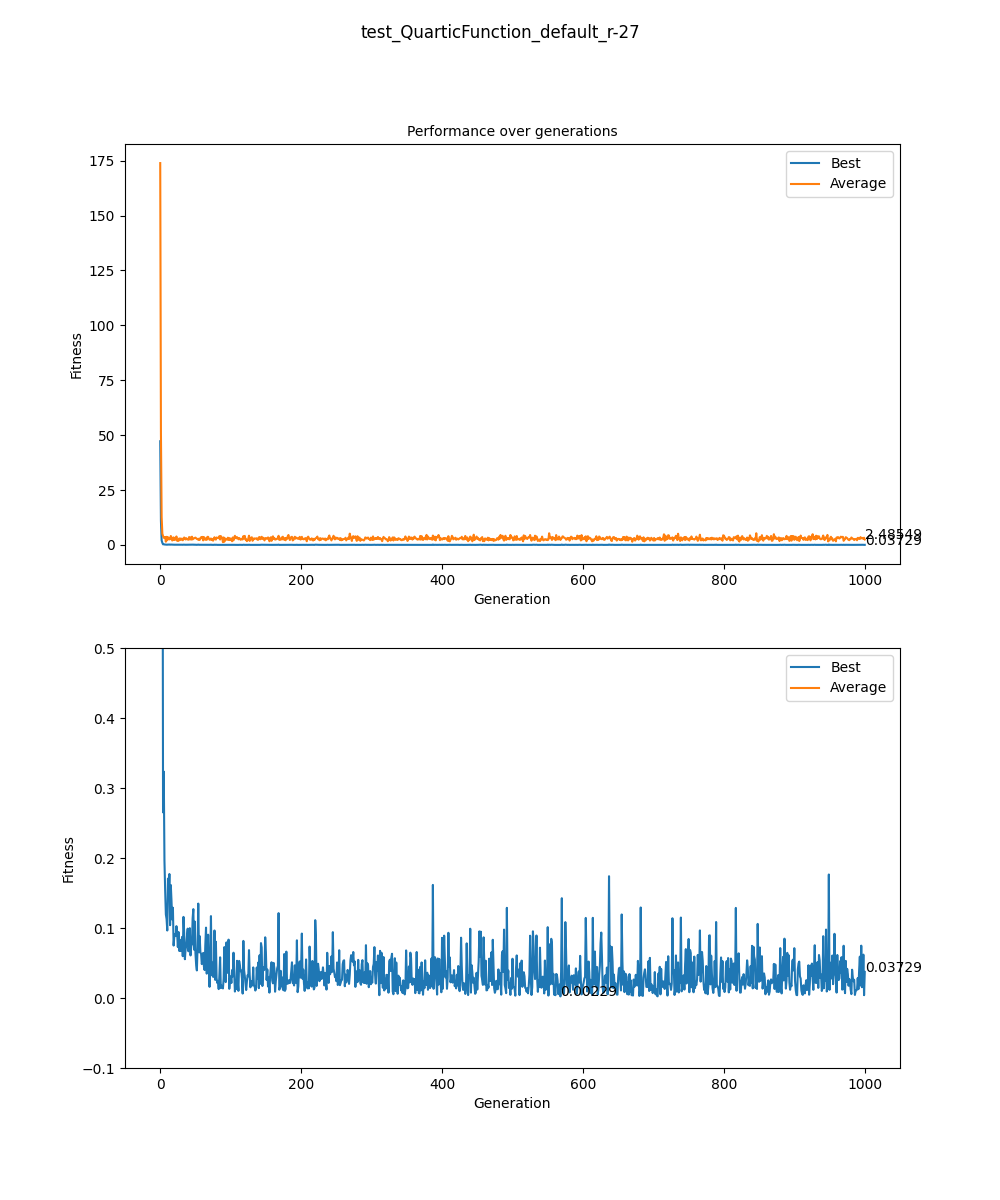 test_QuarticFunction_default_r-27
Performance over generations
Fitness
175
150
125
100
75
50
25
0
Best
Average
2.48549
0.03729
0 200 400 600 800 1000
Generation
Fitness
0.5
0.4
0.3
0.2
0.1
0.0
−0.1
Best
Average
0.03729
0.00229
0 200 400 600 800 1000
Generation